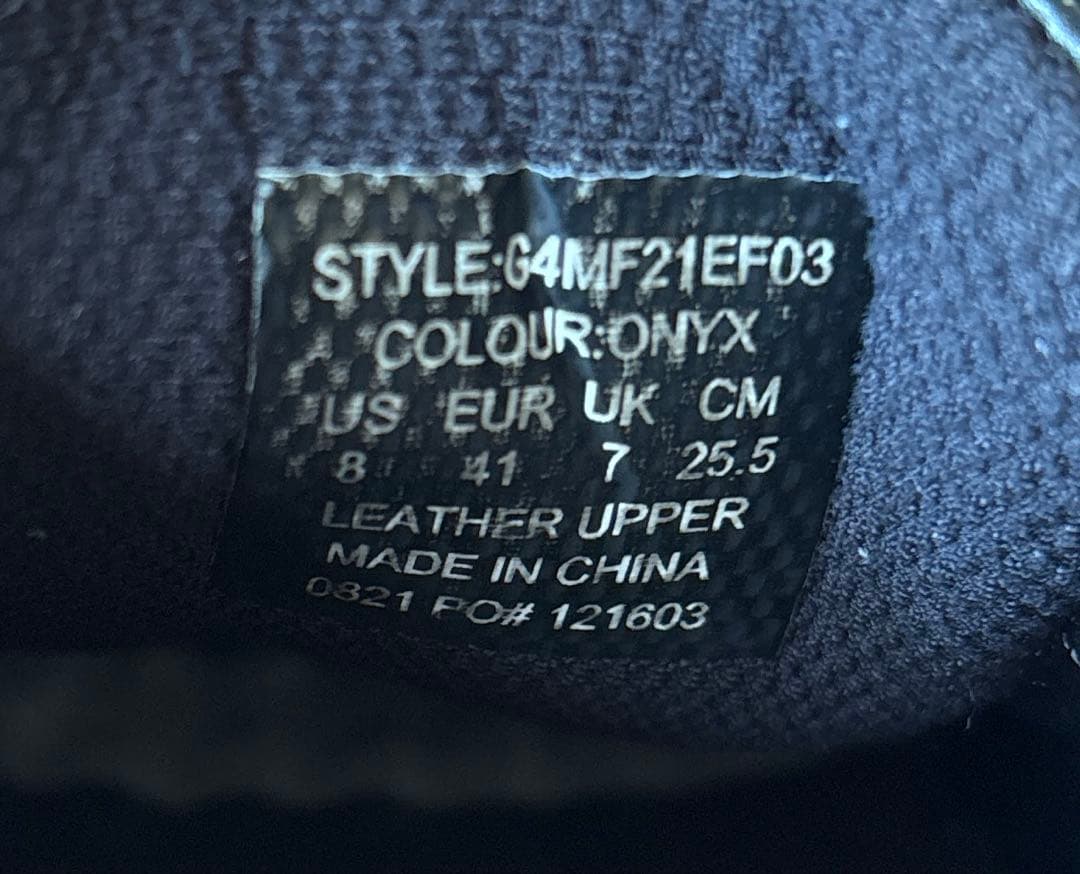 STYLE:G4MF21EF03
COLOUR:ONYX
US EUR UK CM
8 41 7 25.5
LEATHER UPPER
MADE IN CHINA
0821 PO# 121603